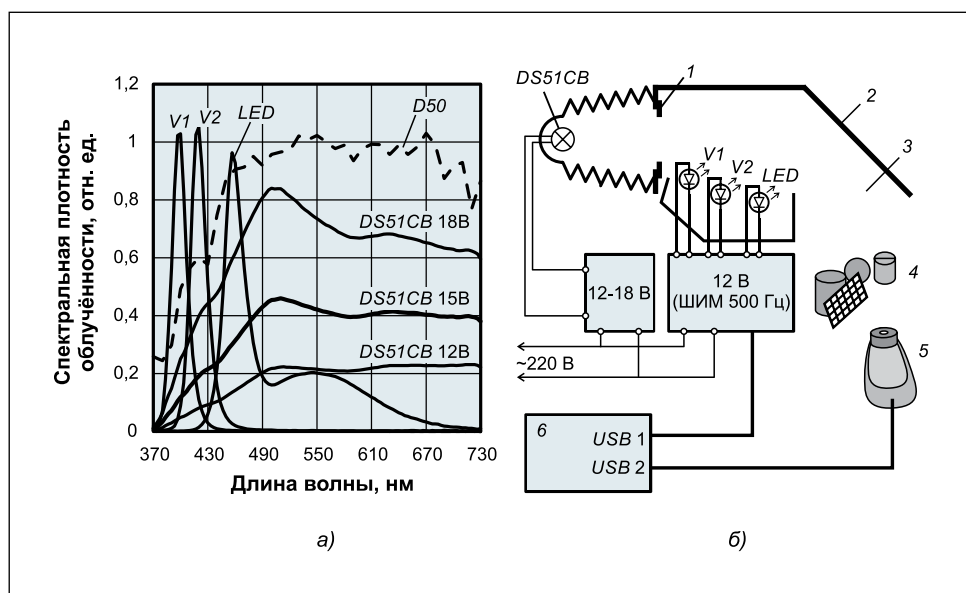 Спектральная плотность
облучённости, отн. ед.
1,2
1
0,8
0,6
0,4
0,2
0
370
430
490
550
610
670
730
Длина волны, нм
V1
V2
LED
D50
DS51CB 18В
DS51CB 15В
DS51CB 12В
а)
DS51CB
1
2
3
V1
V2
LED
12-18 В
12 В
(ШИМ 500 Гц)
4
5
~220 В
6
USB 1
USB 2
б)